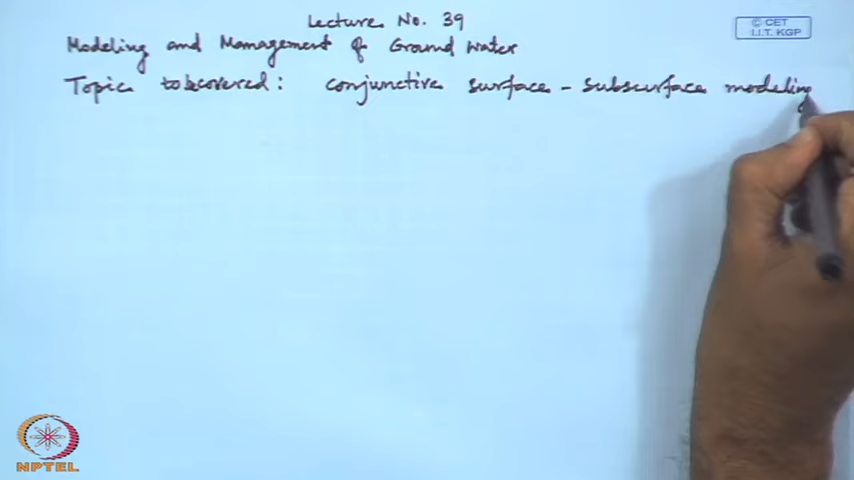 Lecture No. 39
© CET
I.I.T. KGP
Modeling and Management of Ground water
Topic to be covered: conjunctive surface - subsurface modeling
NPTEL